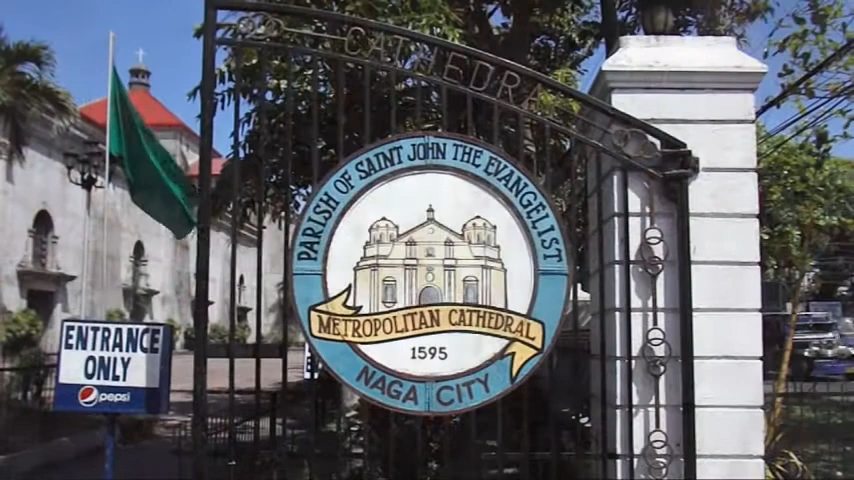 CATHEDRA
PARISH OF SAINT JOHN THE EVANGELIST
METROPOLITAN CATHEDRAL
1595
NAGA CITY
ENTRANCE
ONLY
pepsi